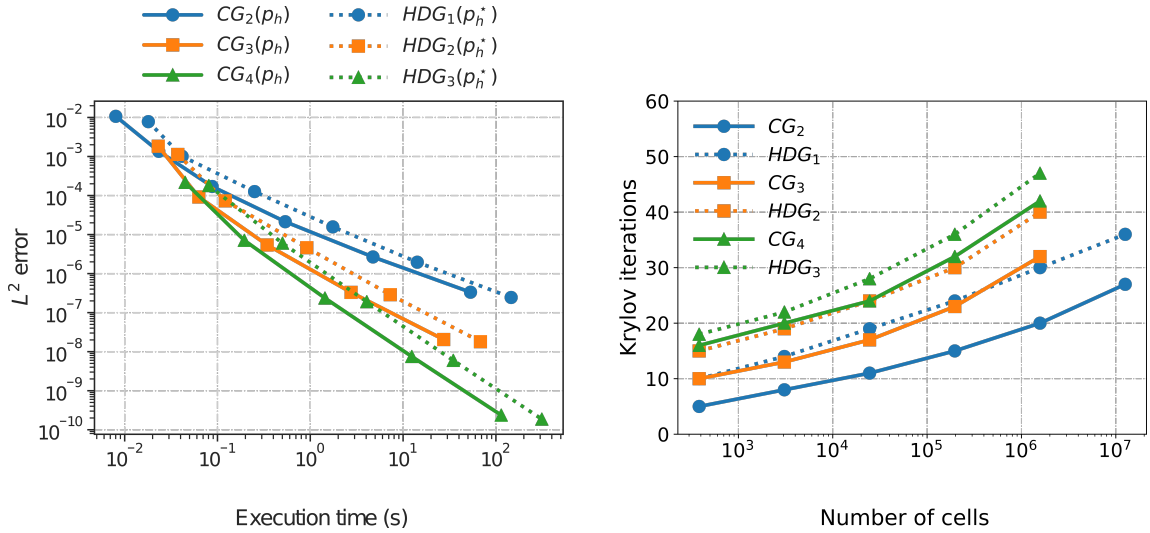 CG₂(pₕ) HDG₁(pₕ*)
CG₃(pₕ) HDG₂(pₕ*)
CG₄(pₕ) HDG₃(pₕ*)
10⁻²
10⁻³
10⁻⁴
10⁻⁵
10⁻⁶
10⁻⁷
10⁻⁸
10⁻⁹
10⁻¹⁰
L² error
10⁻² 10⁻¹ 10⁰ 10¹ 10²
Execution time (s)
60
50
40
30
20
10
0
Krylov iterations
CG₂
HDG₁
CG₃
HDG₂
CG₄
HDG₃
10³ 10⁴ 10⁵ 10⁶ 10⁷
Number of cells